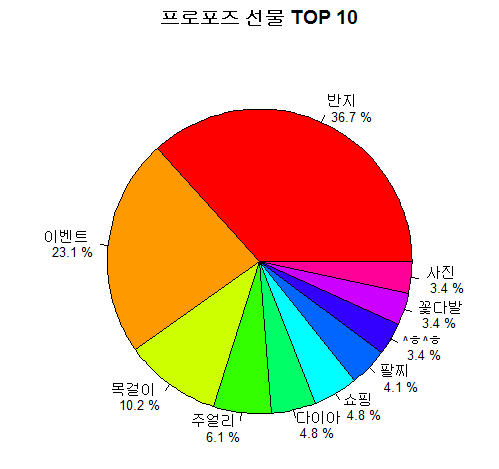 프로포즈 선물 TOP 10
반지
36.7 %
이벤트
23.1 %
목걸이
10.2 %
주얼리
6.1 %
다이아
4.8 %
쇼핑
4.8 %
팔찌
4.1 %
^ㅎ^ㅎ
3.4 %
꽃다발
3.4 %
사진
3.4 %